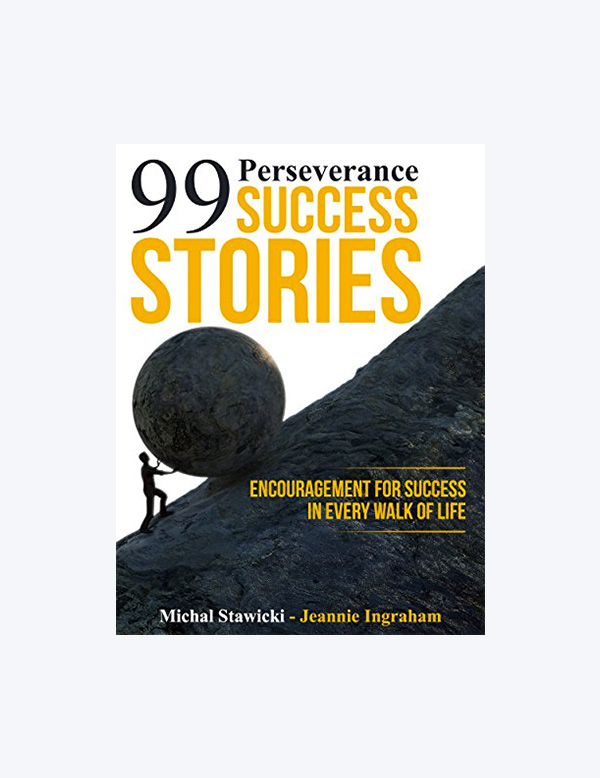 99 Perseverance
SUCCESS
STORIES
ENCOURAGEMENT FOR SUCCESS
IN EVERY WALK OF LIFE
Michal Stawicki - Jeannie Ingraham